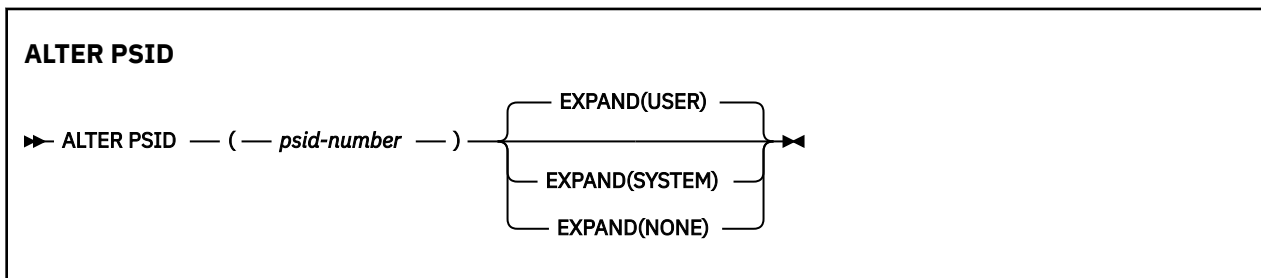 ALTER PSID
EXPAND(USER)
ALTER PSID ( psid-number )
EXPAND(SYSTEM)
EXPAND(NONE)